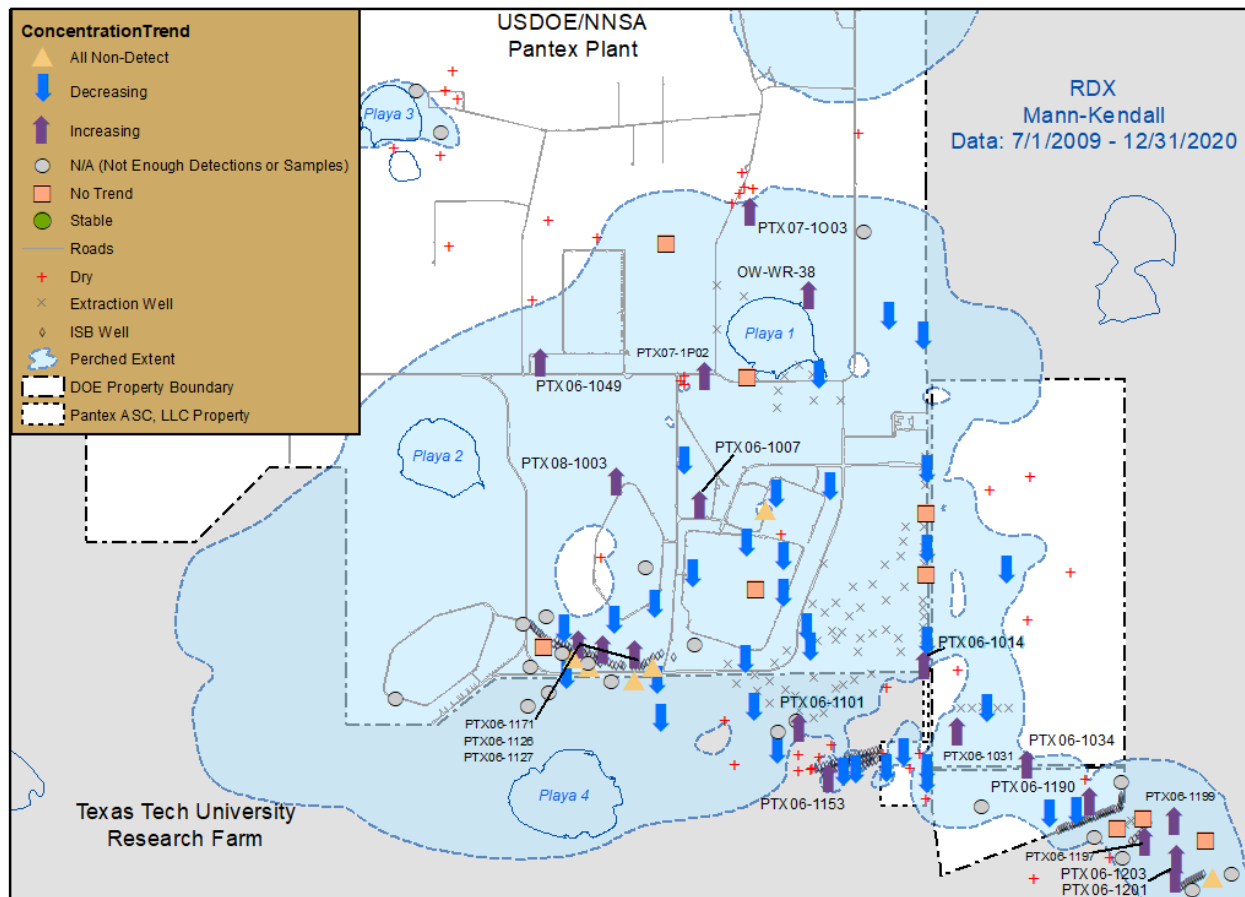 ConcentrationTrend
All Non-Detect
Decreasing
Increasing
N/A (Not Enough Detections or Samples)
No Trend
Stable
Roads
Dry
Extraction Well
ISB Well
Perched Extent
DOE Property Boundary
Pantex ASC, LLC Property
USDOE/NNSA
Pantex Plant
RDX
Mann-Kendall
Data: 7/1/2009 - 12/31/2020
Playa 3
PTX07-1O03
OW-WR-38
Playa 1
PTX07-1P02
PTX06-1049
Playa 2
PTX08-1003
PTX06-1007
PTX06-1014
PTX06-1171
PTX06-1126
PTX06-1127
PTX06-1101
PTX06-1031
PTX06-1034
PTX06-1153
PTX06-1190
PTX06-1199
Playa 4
Texas Tech University
Research Farm
PTX06-1197
PTX06-1203
PTX06-1201